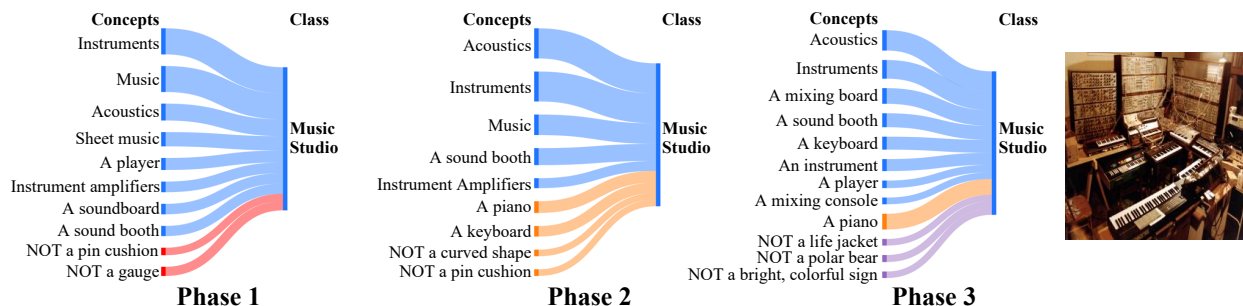 Concepts
Class
Instruments
Music
Acoustics
Sheet music
A player
Instrument amplifiers
A soundboard
A sound booth
NOT a pin cushion
NOT a gauge
Music
Studio
Phase 1
Concepts
Class
Acoustics
Instruments
Music
A sound booth
Instrument Amplifiers
A piano
A keyboard
NOT a curved shape
NOT a pin cushion
Music
Studio
Phase 2
Concepts
Class
Acoustics
Instruments
A mixing board
A sound booth
A keyboard
An instrument
A player
A mixing console
A piano
NOT a life jacket
NOT a polar bear
NOT a bright, colorful sign
Music
Studio
Phase 3